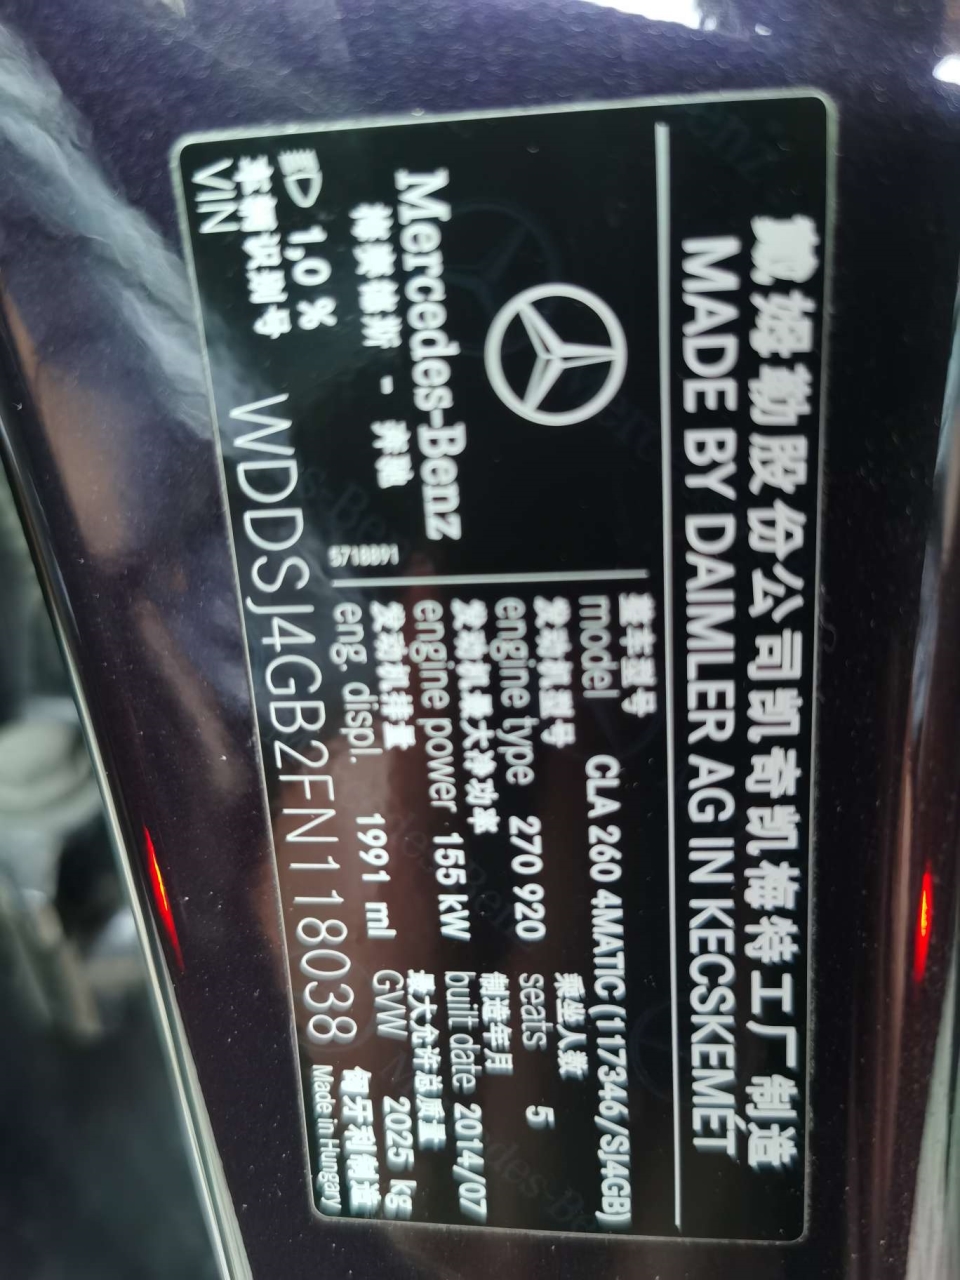 戴姆勒股份公司凯奇凯梅特工厂制造
MADE BY DAIMLER AG IN KECSKEMÉT
Mercedes-Benz
梅赛德斯 - 奔驰
5718891
1,0 %
整车型号
model CLA 260 4MATIC (117346/SJ4GB)
发动机型号 乘坐人数
engine type 270 920 seats 5
发动机最大净功率 制造年月
engine power 155 kW built date 2014/07
发动机排量 最大允许总质量
eng. displ. 1991 ml GVW 2025 kg
车辆识别号
VIN WDDSJ4GB2FN118038
匈牙利制造
Made in Hungary